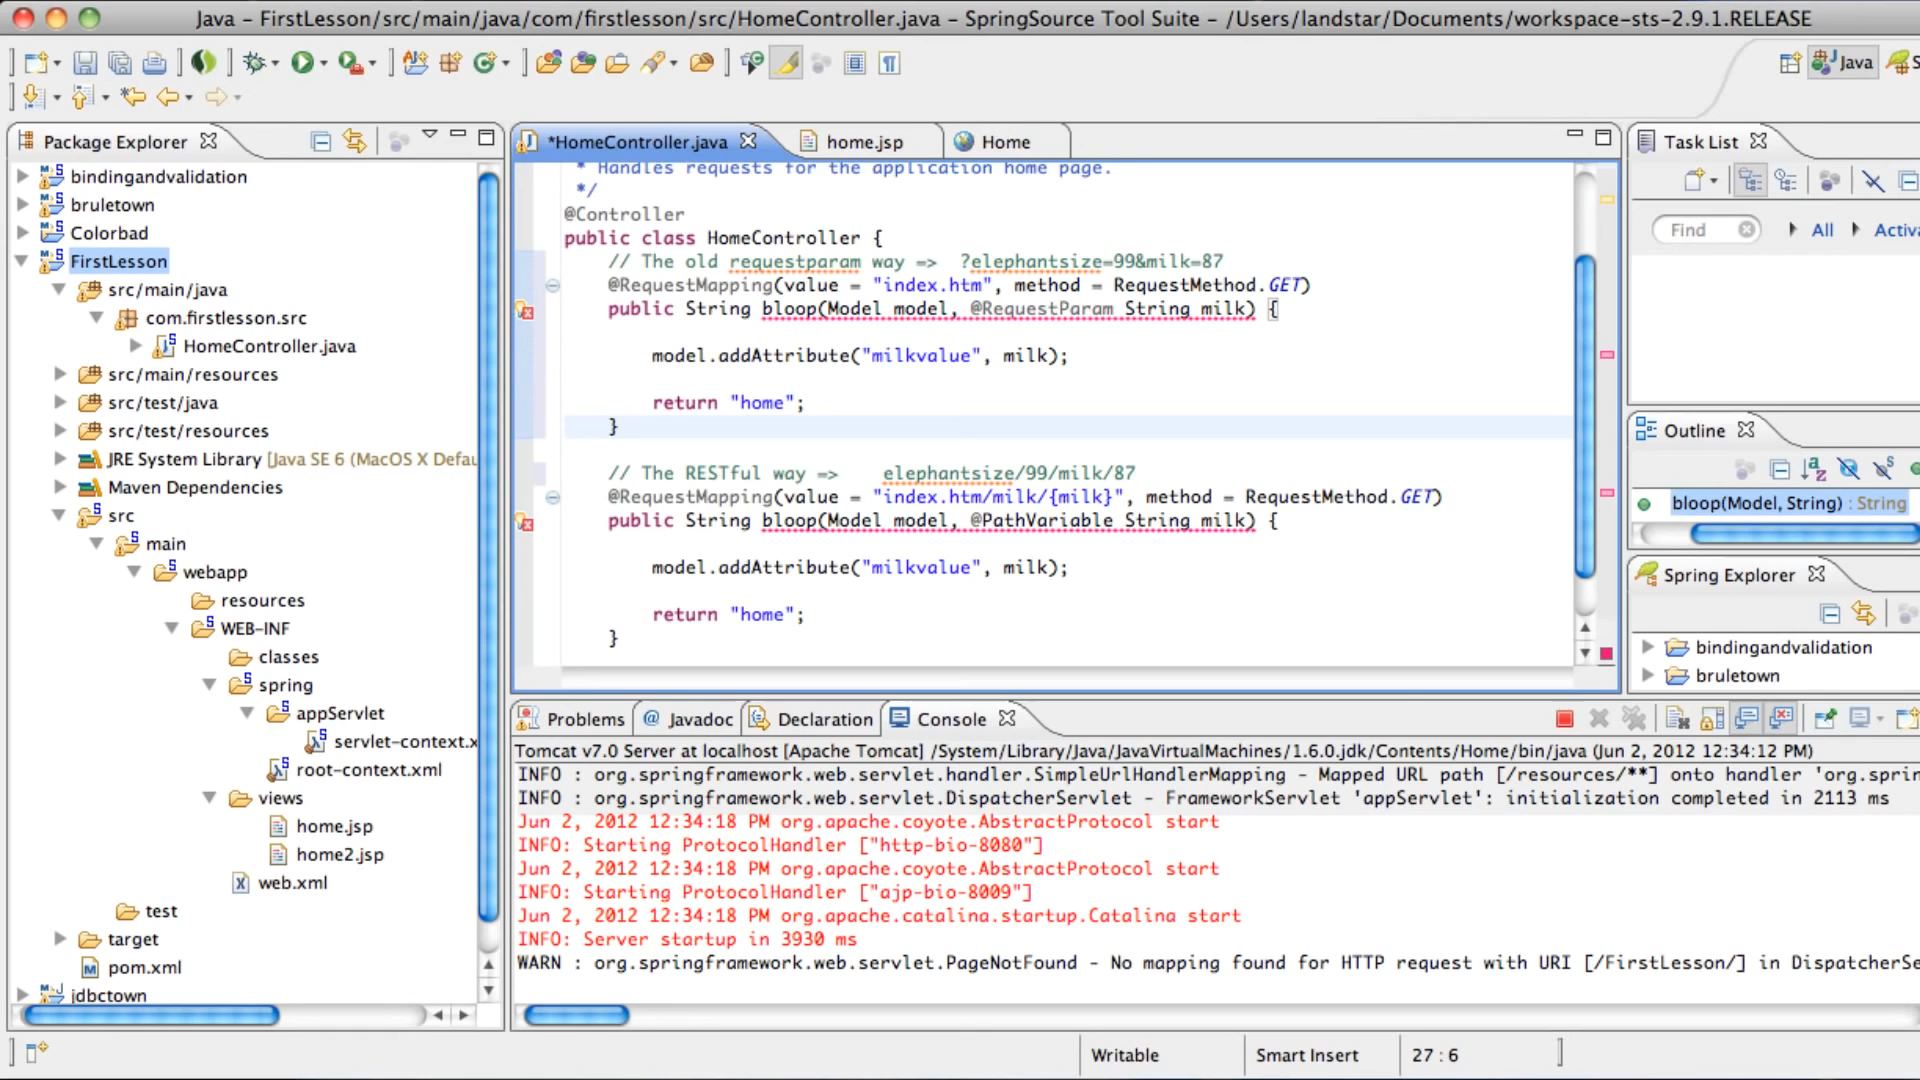 Java – FirstLesson/src/main/java/com/firstlesson/src/HomeController.java – SpringSource Tool Suite – /Users/landstar/Documents/workspace-sts-2.9.1.RELEASE
Java
Package Explorer
bindingandvalidation
bruletown
Colorbad
FirstLesson
src/main/java
com.firstlesson.src
HomeController.java
src/main/resources
src/test/java
src/test/resources
JRE System Library [Java SE 6 (MacOS X Defau
Maven Dependencies
src
main
webapp
resources
WEB-INF
classes
spring
appServlet
servlet-context.x
root-context.xml
views
home.jsp
home2.jsp
web.xml
test
target
pom.xml
jdbctown
*HomeController.java
home.jsp
Home
* Handles requests for the application home page.
*/
@Controller
public class HomeController {
// The old requestparam way => ?elephantsize=99&milk=87
@RequestMapping(value = "index.htm", method = RequestMethod.GET)
public String bloop(Model model, @RequestParam String milk) {
model.addAttribute("milkvalue", milk);
return "home";
}
// The RESTful way => elephantsize/99/milk/87
@RequestMapping(value = "index.htm/milk/{milk}", method = RequestMethod.GET)
public String bloop(Model model, @PathVariable String milk) {
model.addAttribute("milkvalue", milk);
return "home";
}
Task List
Find
All
Activa
Outline
bloop(Model, String) : String
Spring Explorer
bindingandvalidation
bruletown
Problems
Javadoc
Declaration
Console
Tomcat v7.0 Server at localhost [Apache Tomcat] /System/Library/Java/JavaVirtualMachines/1.6.0.jdk/Contents/Home/bin/java (Jun 2, 2012 12:34:12 PM)
INFO : org.springframework.web.servlet.handler.SimpleUrlHandlerMapping - Mapped URL path [/resources/**] onto handler 'org.sprin
INFO : org.springframework.web.servlet.DispatcherServlet - FrameworkServlet 'appServlet': initialization completed in 2113 ms
Jun 2, 2012 12:34:18 PM org.apache.coyote.AbstractProtocol start
INFO: Starting ProtocolHandler ["http-bio-8080"]
Jun 2, 2012 12:34:18 PM org.apache.coyote.AbstractProtocol start
INFO: Starting ProtocolHandler ["ajp-bio-8009"]
Jun 2, 2012 12:34:18 PM org.apache.catalina.startup.Catalina start
INFO: Server startup in 3930 ms
WARN : org.springframework.web.servlet.PageNotFound - No mapping found for HTTP request with URI [/FirstLesson/] in DispatcherSe
Writable
Smart Insert
27 : 6